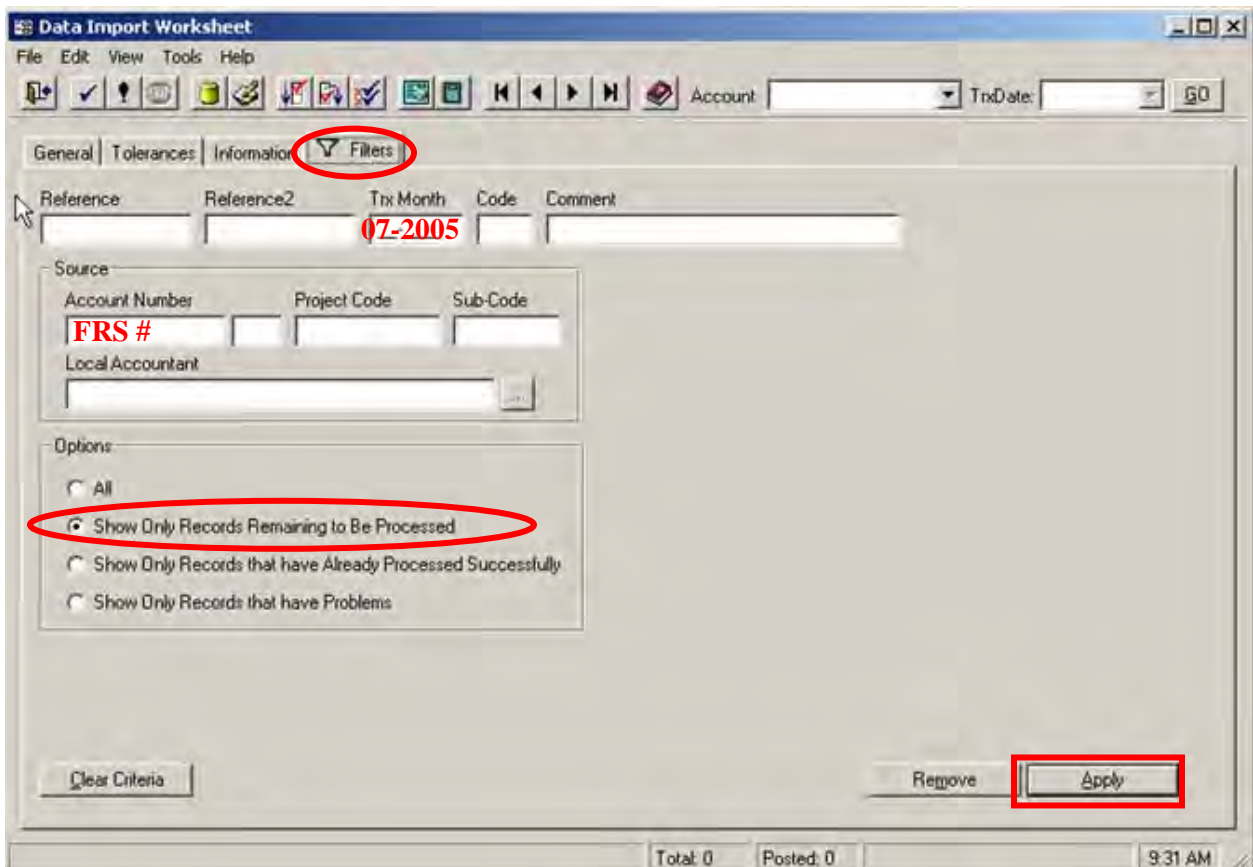 Data Import Worksheet
File Edit View Tools Help
Account TrxDate: GO
General Tolerances Information Filters
Reference Reference2 Trx Month Code Comment
07-2005
Source
Account Number Project Code Sub-Code
FRS #
Local Accountant
...
Options
All
Show Only Records Remaining to Be Processed
Show Only Records that have Already Processed Successfully
Show Only Records that have Problems
Clear Criteria Remove Apply
Total: 0 Posted: 0 9:31 AM